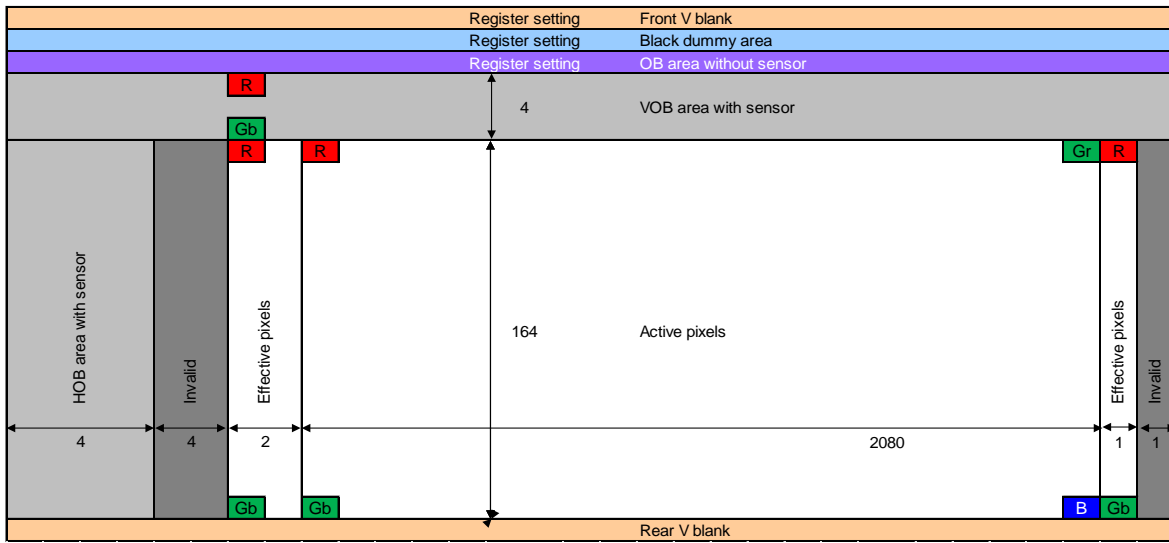 Register setting Front V blank
Register setting Black dummy area
Register setting OB area without sensor
R
4 VOB area with sensor
Gb
R R Gr R
HOB area with sensor
Invalid
Effective pixels
164 Active pixels
Effective pixels
Invalid
4 4 2 2080 1 1
Gb Gb B Gb
Rear V blank